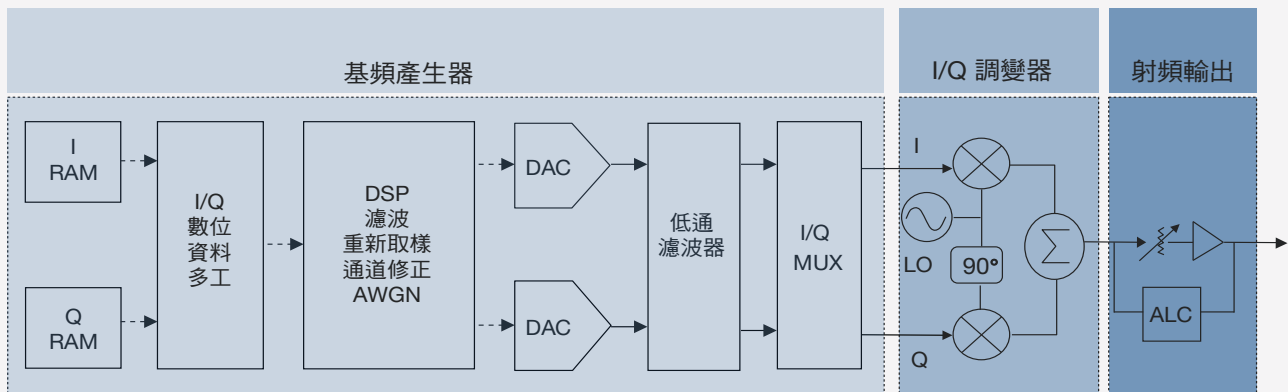 基頻產生器
I/Q 調變器
射頻輸出
I
RAM
Q
RAM
I/Q
數位
資料
多工
DSP
濾波
重新取樣
通道修正
AWGN
DAC
DAC
低通
濾波器
I/Q
MUX
I
LO
90°
Q
Σ
ALC